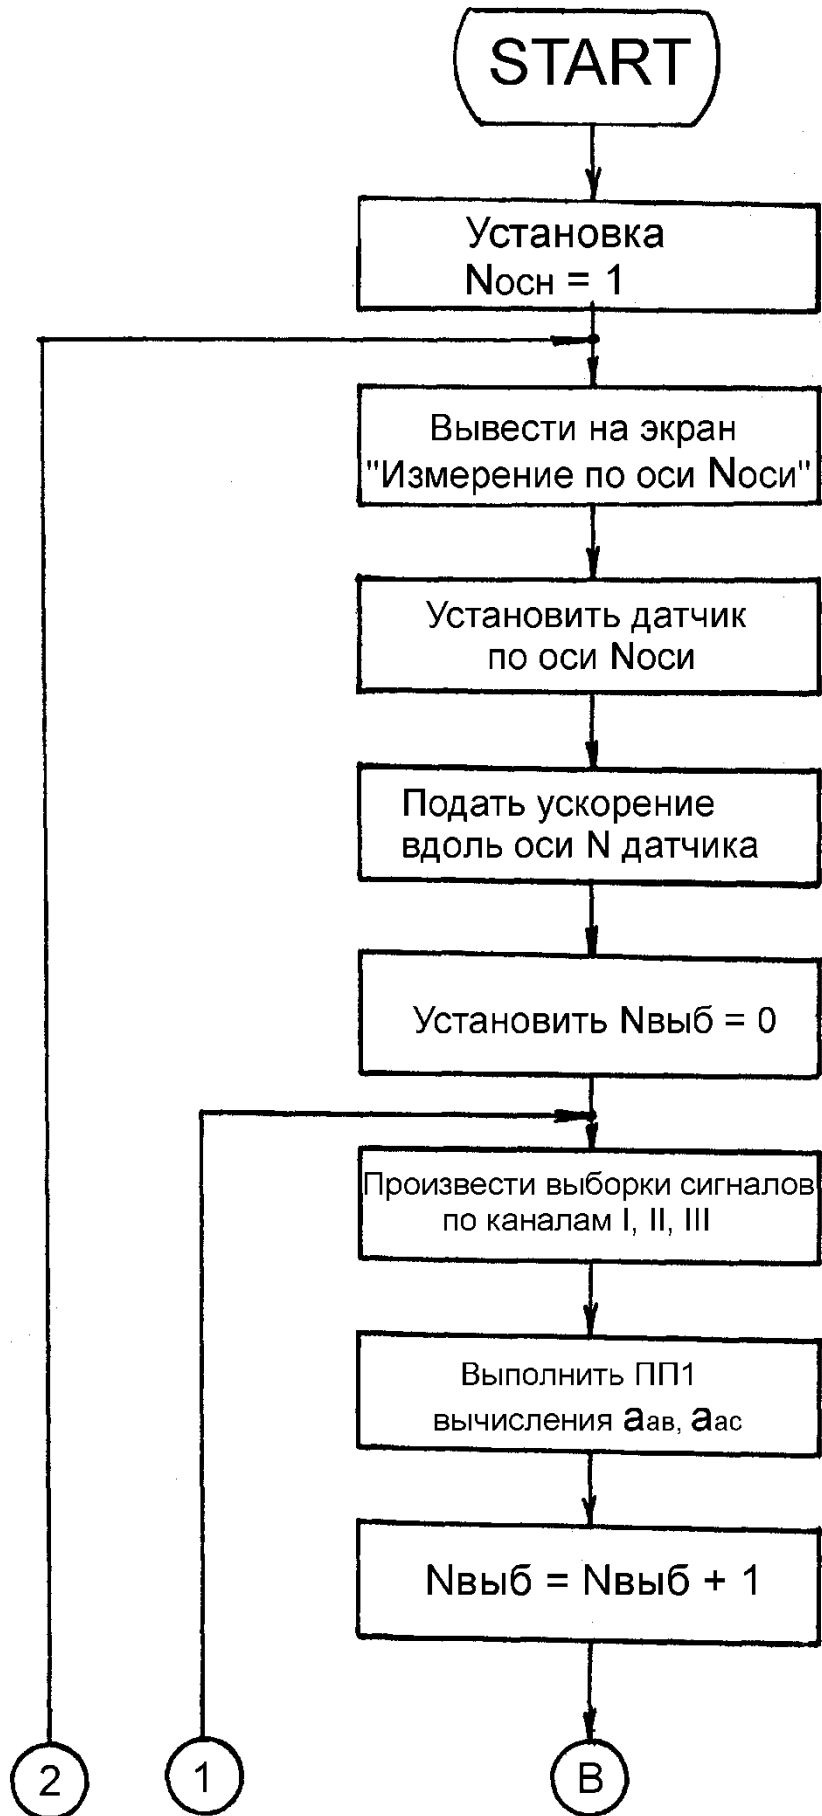 START
Установка
Nосн = 1
Вывести на экран
"Измерение по оси Nоси"
Установить датчик
по оси Nоси
Подать ускорение
вдоль оси N датчика
Установить Nвыб = 0
Произвести выборки сигналов
по каналам I, II, III
Выполнить ПП1
вычисления aав, aас
Nвыб = Nвыб + 1
2
1
В